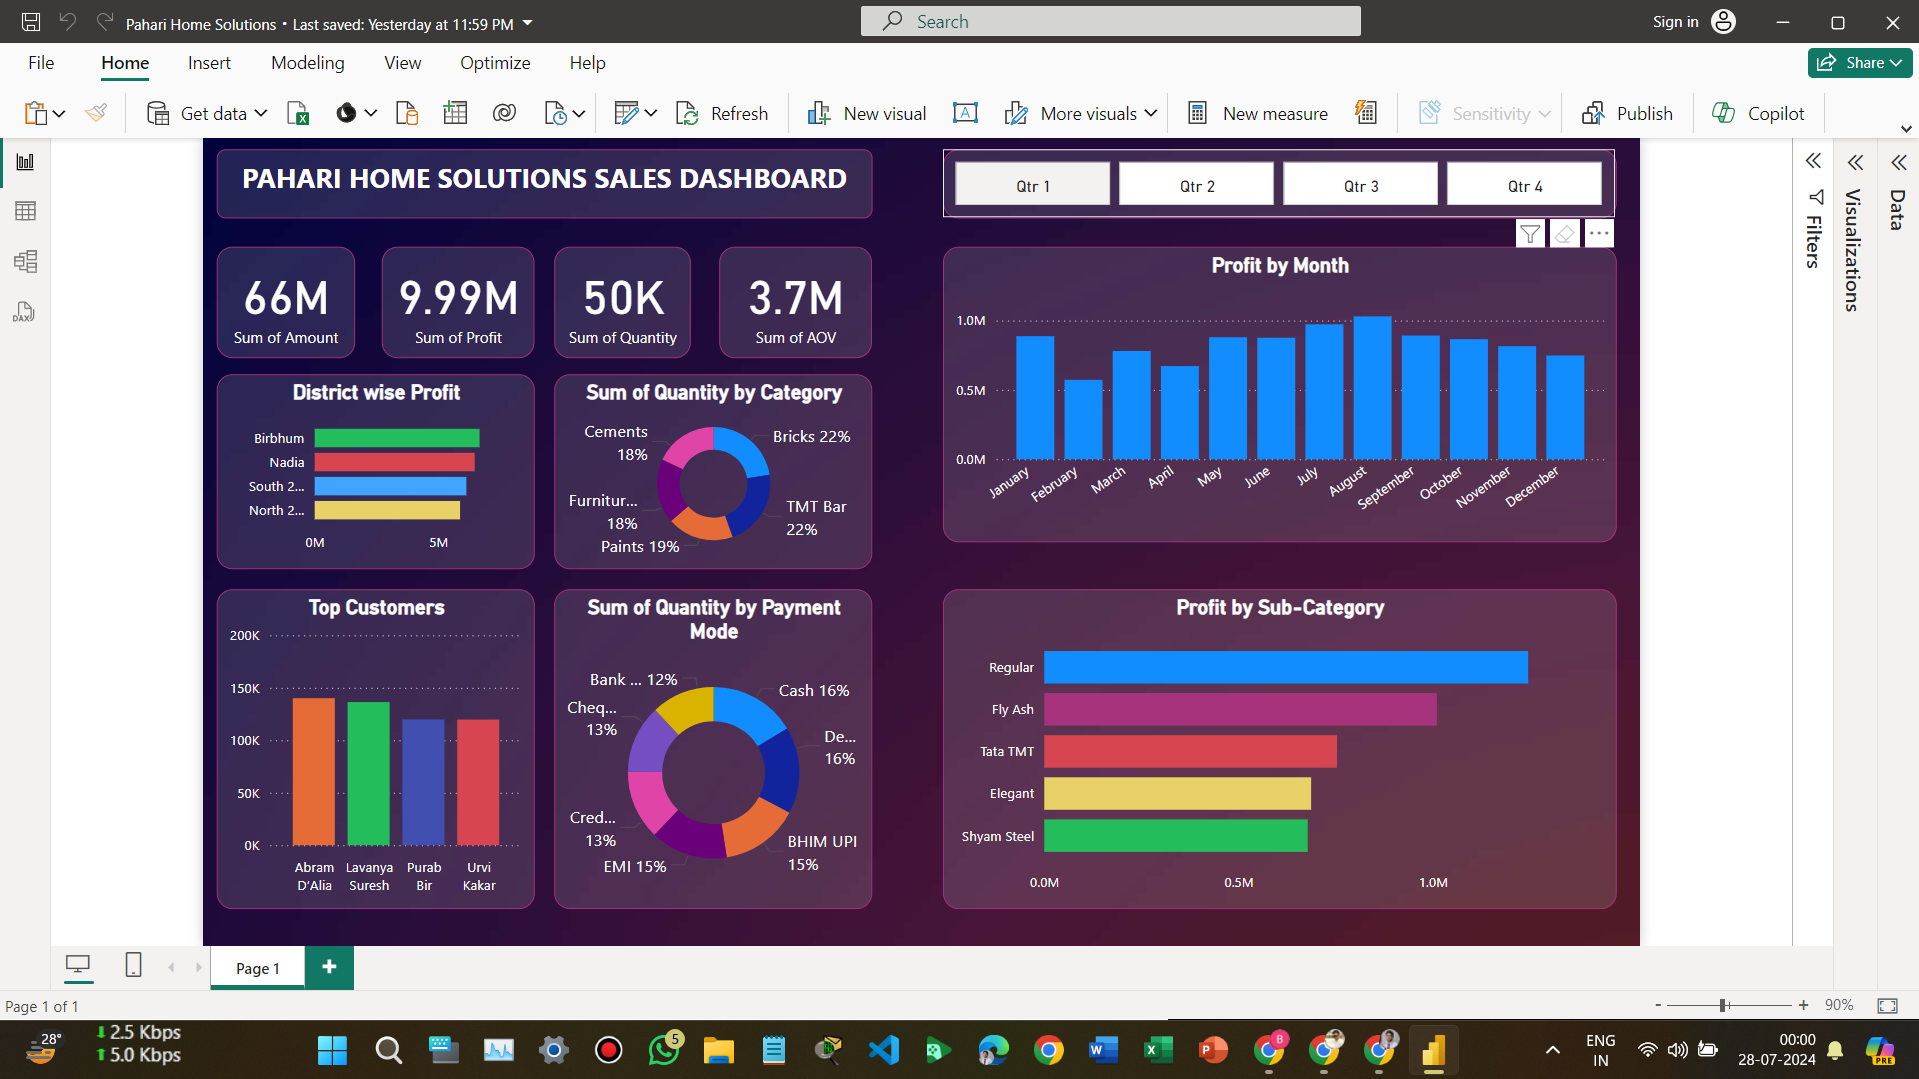 Pahari Home Solutions • Last saved: Yesterday at 11:59 PM
Search
Sign in
File Home Insert Modeling View Optimize Help
Share
Get data
Refresh
New visual
A
More visuals
New measure
Sensitivity
Publish
Copilot
DAX
PAHARI HOME SOLUTIONS SALES DASHBOARD
Qtr 1
Qtr 2
Qtr 3
Qtr 4
Filters
Visualizations
Data
66M
Sum of Amount
9.99M
Sum of Profit
50K
Sum of Quantity
3.7M
Sum of AOV
Profit by Month
1.0M
0.5M
0.0M
January
February
March
April
May
June
July
August
September
October
November
December
District wise Profit
Birbhum
Nadia
South 2...
North 2...
0M
5M
Sum of Quantity by Category
Cements
18%
Bricks 22%
Furnitur...
18%
TMT Bar
22%
Paints 19%
Top Customers
200K
150K
100K
50K
0K
Abram
D'Alia
Lavanya
Suresh
Purab
Bir
Urvi
Kakar
Sum of Quantity by Payment
Mode
Bank ... 12%
Cash 16%
Cheq...
13%
De...
16%
Cred...
13%
BHIM UPI
15%
EMI 15%
Profit by Sub-Category
Regular
Fly Ash
Tata TMT
Elegant
Shyam Steel
0.0M
0.5M
1.0M
Page 1
Page 1 of 1
- + 90%
28°
2.5 Kbps
5.0 Kbps
5
W
X
P
B
ENG
IN
00:00
28-07-2024
PRE